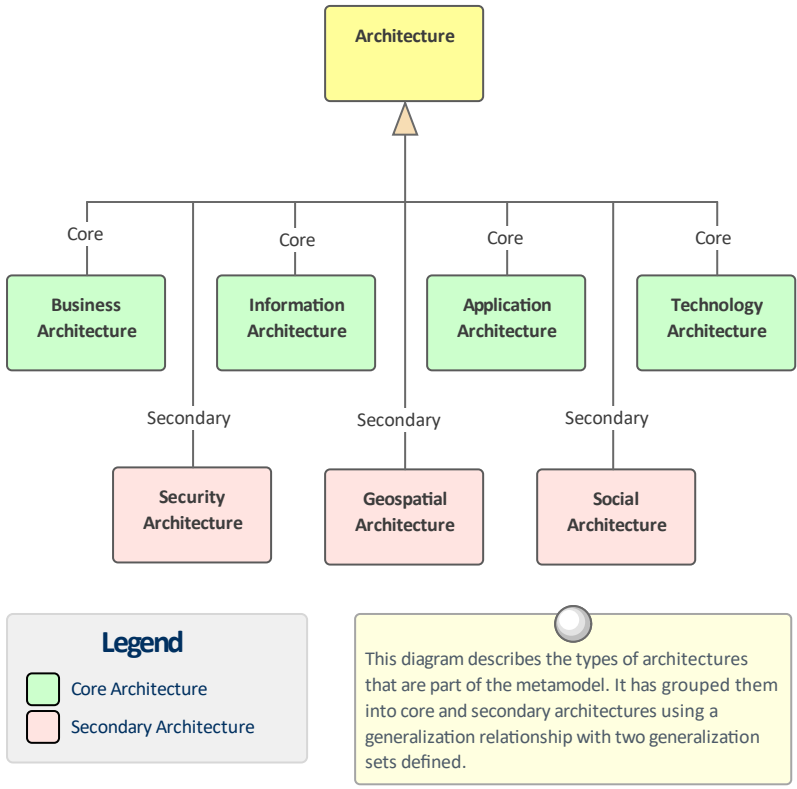 Architecture
Core
Core
Core
Core
Business
Architecture
Information
Architecture
Application
Architecture
Technology
Architecture
Secondary
Secondary
Secondary
Security
Architecture
Geospatial
Architecture
Social
Architecture
Legend
Core Architecture
Secondary Architecture
This diagram describes the types of architectures
that are part of the metamodel. It has grouped them
into core and secondary architectures using a
generalization relationship with two generalization
sets defined.